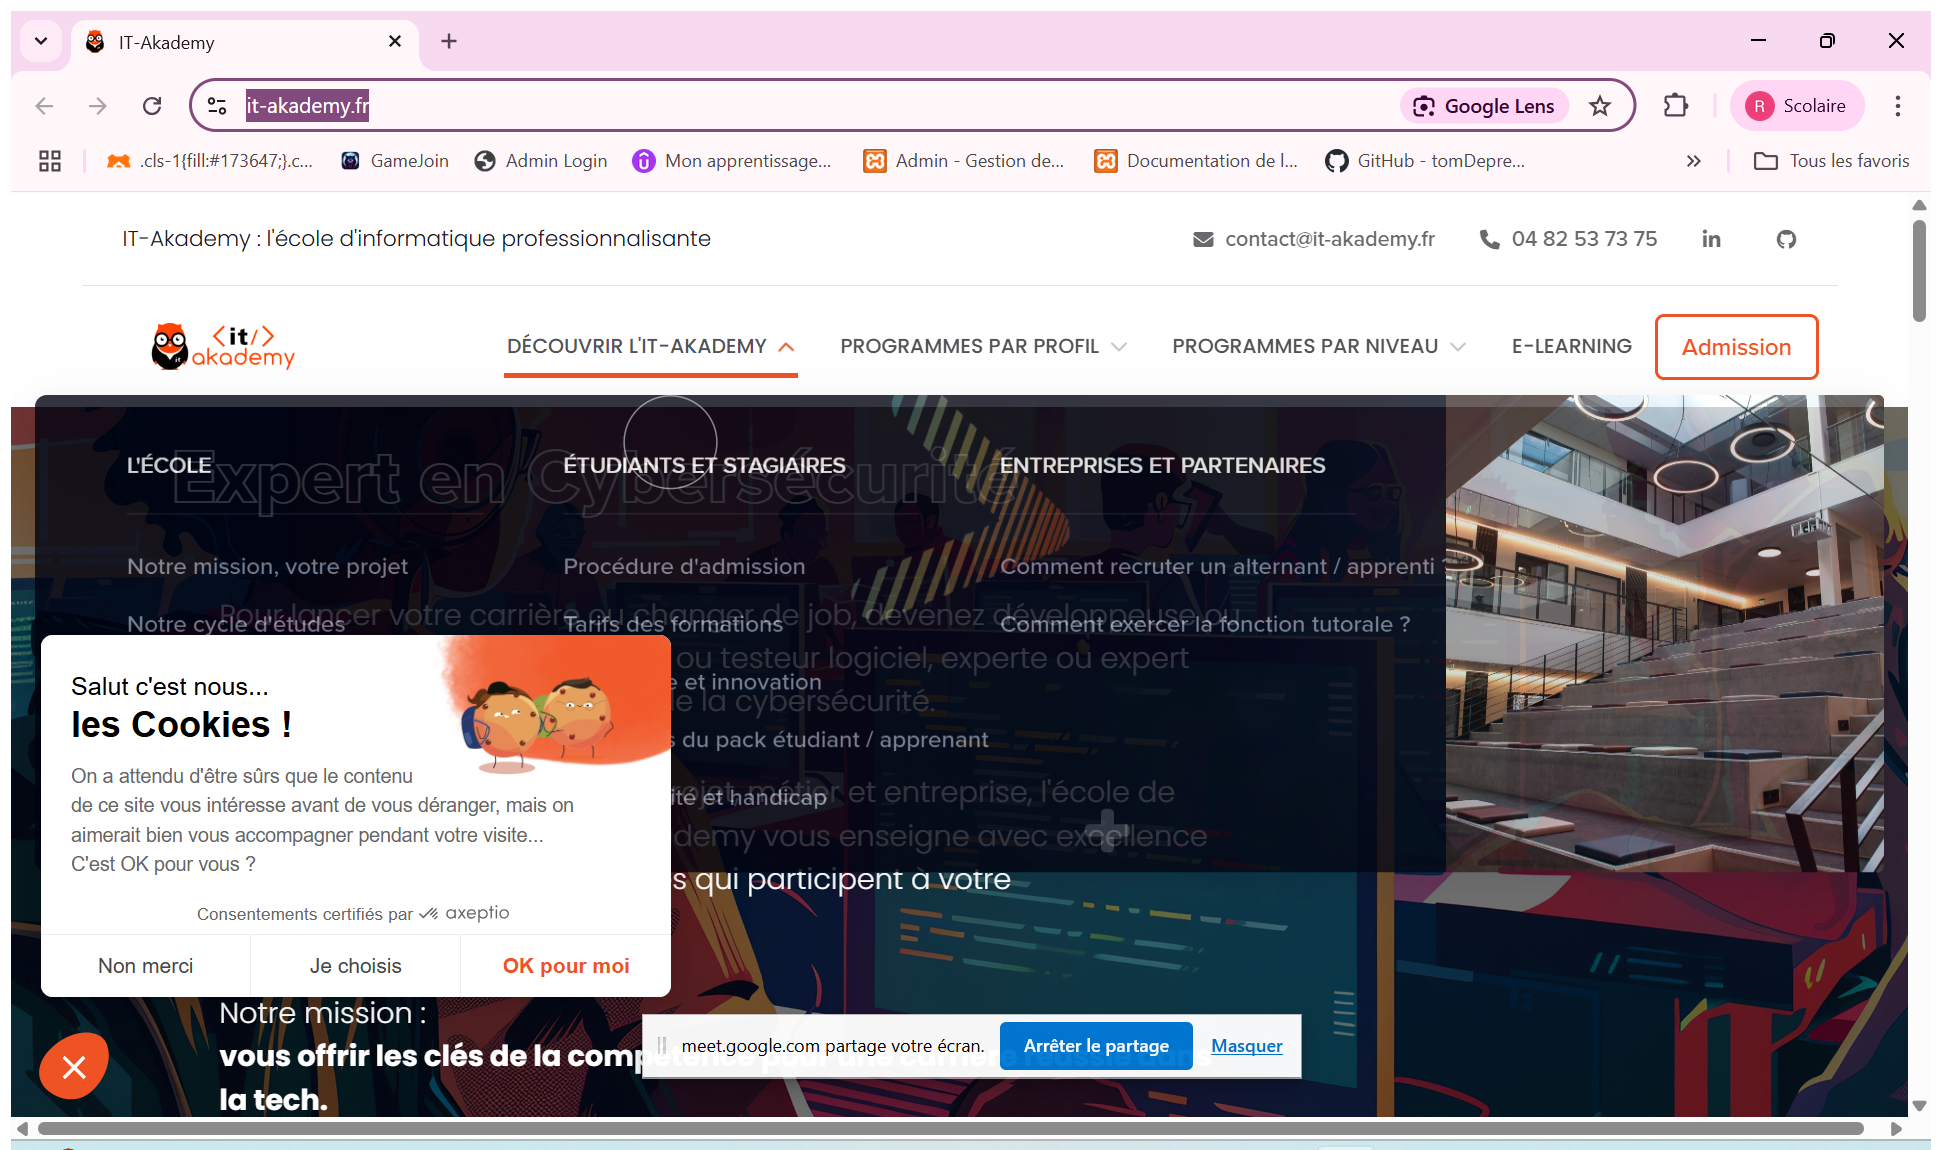 IT-Akademy
it-akademy.fr
Google Lens
R Scolaire
.cls-1{fill:#173647;}.c...
GameJoin
Admin Login
Mon apprentissage...
Admin - Gestion de...
Documentation de l...
GitHub - tomDepre...
Tous les favoris
IT-Akademy : l'école d'informatique professionnalisante
contact@it-akademy.fr
04 82 53 73 75
<it/> akademy
DÉCOUVRIR L'IT-AKADEMY
PROGRAMMES PAR PROFIL
PROGRAMMES PAR NIVEAU
E-LEARNING
Admission
Expert en Cybersécurité
L'ÉCOLE
ÉTUDIANTS ET STAGIAIRES
ENTREPRISES ET PARTENAIRES
Notre mission, votre projet
Procédure d'admission
Comment recruter un alternant / apprenti
Pour lancer votre carrière ou changer de job, devenez développeuse ou
Notre cycle d'études
Tarifs des formations
Comment exercer la fonction tutorale ?
ou testeur logiciel, experte ou expert
e et innovation
de la cybersécurité.
s du pack étudiant / apprenant
métier et entreprise, l'école de
ité et handicap
demy vous enseigne avec excellence
s qui participent à votre
Salut c'est nous...
les Cookies !
On a attendu d'être sûrs que le contenu
de ce site vous intéresse avant de vous déranger, mais on
aimerait bien vous accompagner pendant votre visite...
C'est OK pour vous ?
Consentements certifiés par axeptio
Non merci
Je choisis
OK pour moi
Notre mission :
vous offrir les clés de la compétence pour une carrière réussie dans
la tech.
meet.google.com partage votre écran.
Arrêter le partage
Masquer